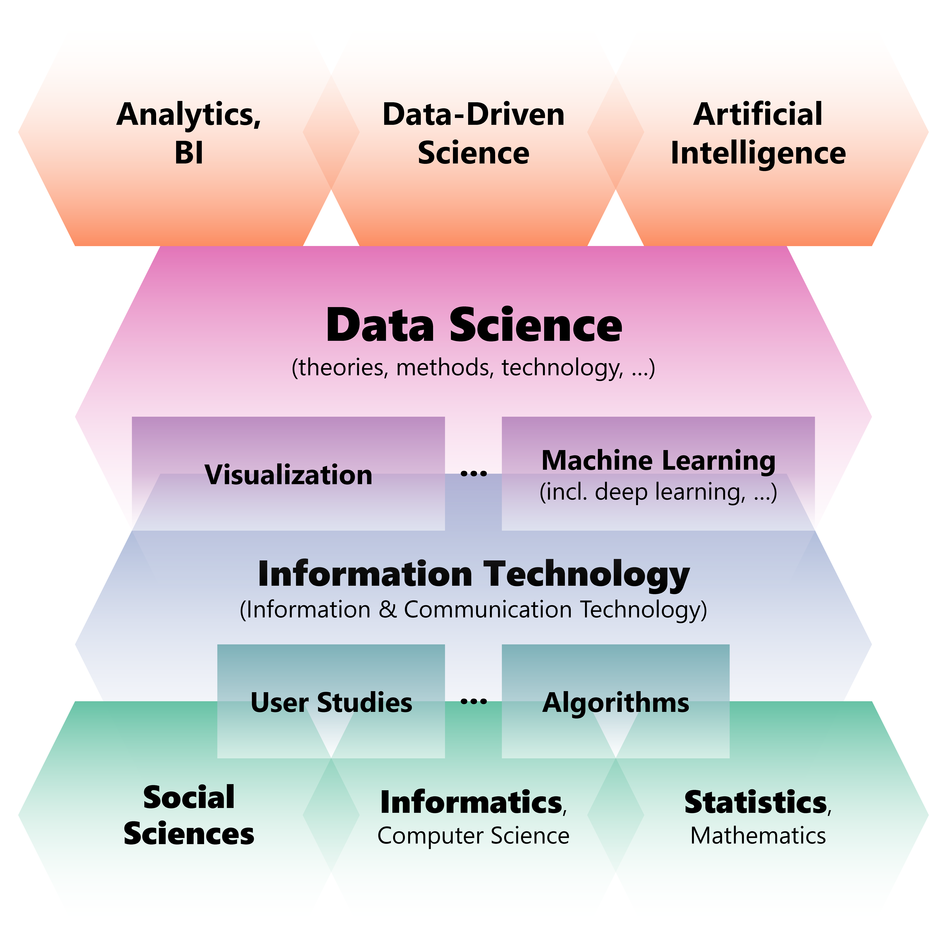 Analytics,
BI
Data-Driven
Science
Artificial
Intelligence
Data Science
(theories, methods, technology, ...)
Visualization
...
Machine Learning
(incl. deep learning, ...)
Information Technology
(Information & Communication Technology)
User Studies
...
Algorithms
Social
Sciences
Informatics,
Computer Science
Statistics,
Mathematics